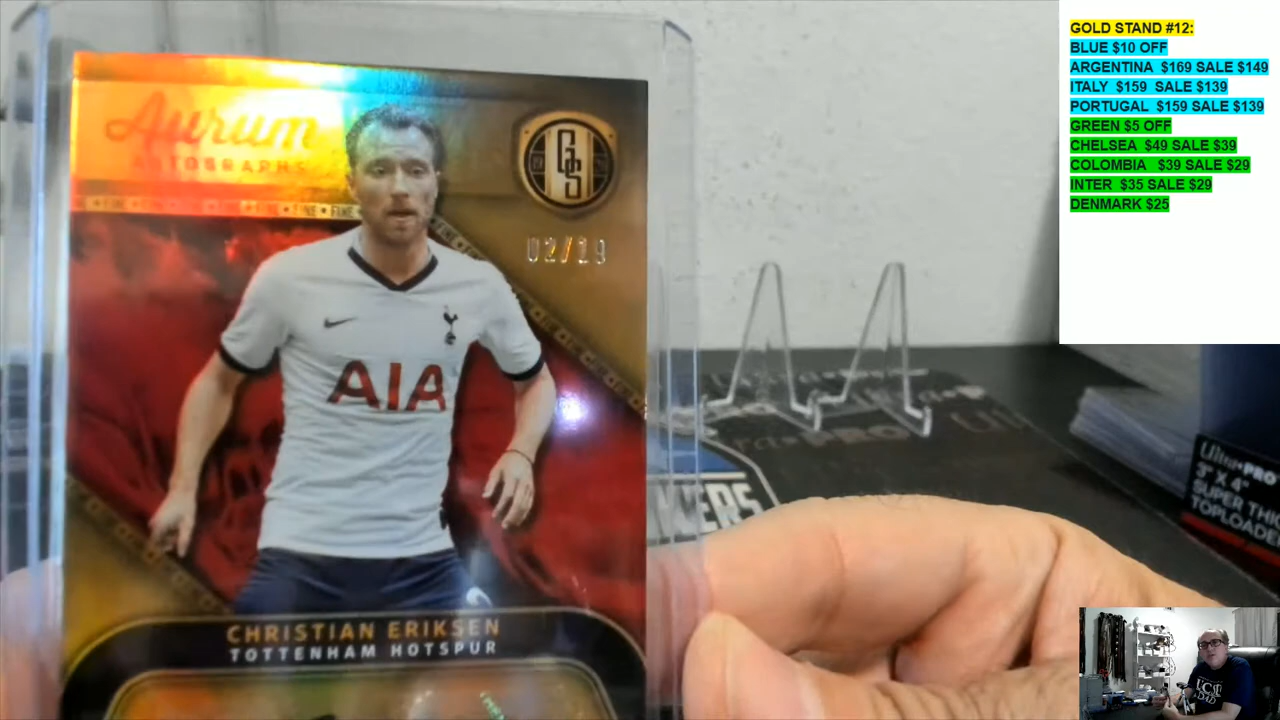 Aurum
AUTOGRAPHS
GS
02/19
AIA
CHRISTIAN ERIKSEN
TOTTENHAM HOTSPUR
GOLD STAND #12:
BLUE $10 OFF
ARGENTINA $169 SALE $149
ITALY $159 SALE $139
PORTUGAL $159 SALE $139
GREEN $5 OFF
CHELSEA $49 SALE $39
COLOMBIA $39 SALE $29
INTER $35 SALE $29
DENMARK $25
Ultra•PRO
3" X 4"
SUPER
TOPLOADER